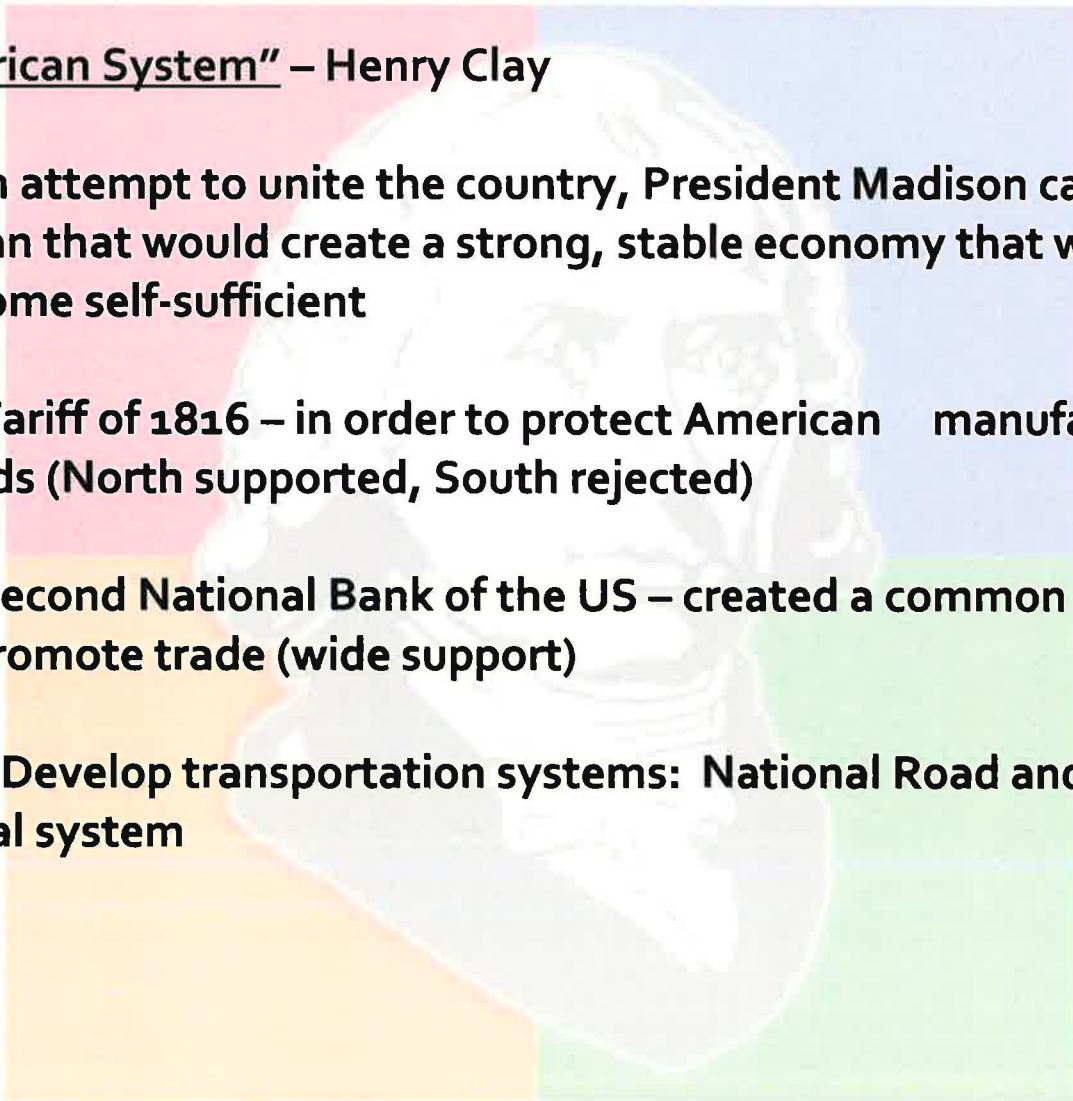 rican System” – Henry Clay
attempt to unite the country, President Madison ca
an that would create a strong, stable economy that w
ome self-sufficient
ariff of 1816 – in order to protect American manufa
ds (North supported, South rejected)
econd National Bank of the US – created a common
romote trade (wide support)
Develop transportation systems: National Road and
al system